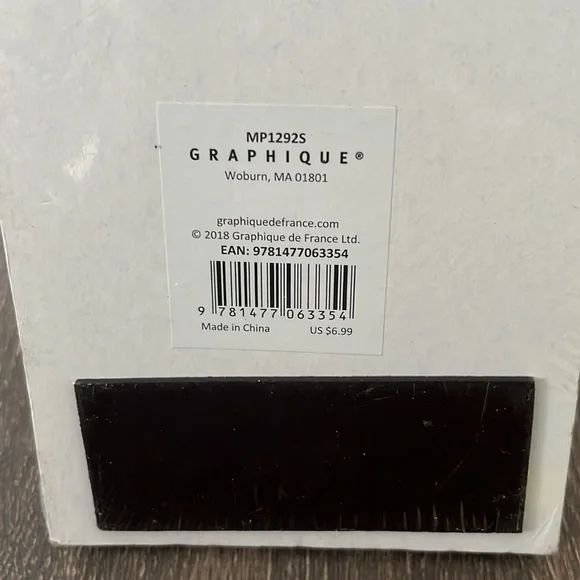 MP1292S
GRAPHIQUE®
Woburn, MA 01801
graphiquedefrance.com
© 2018 Graphique de France Ltd.
EAN: 9781477063354
9 781477 063354
Made in China US $6.99